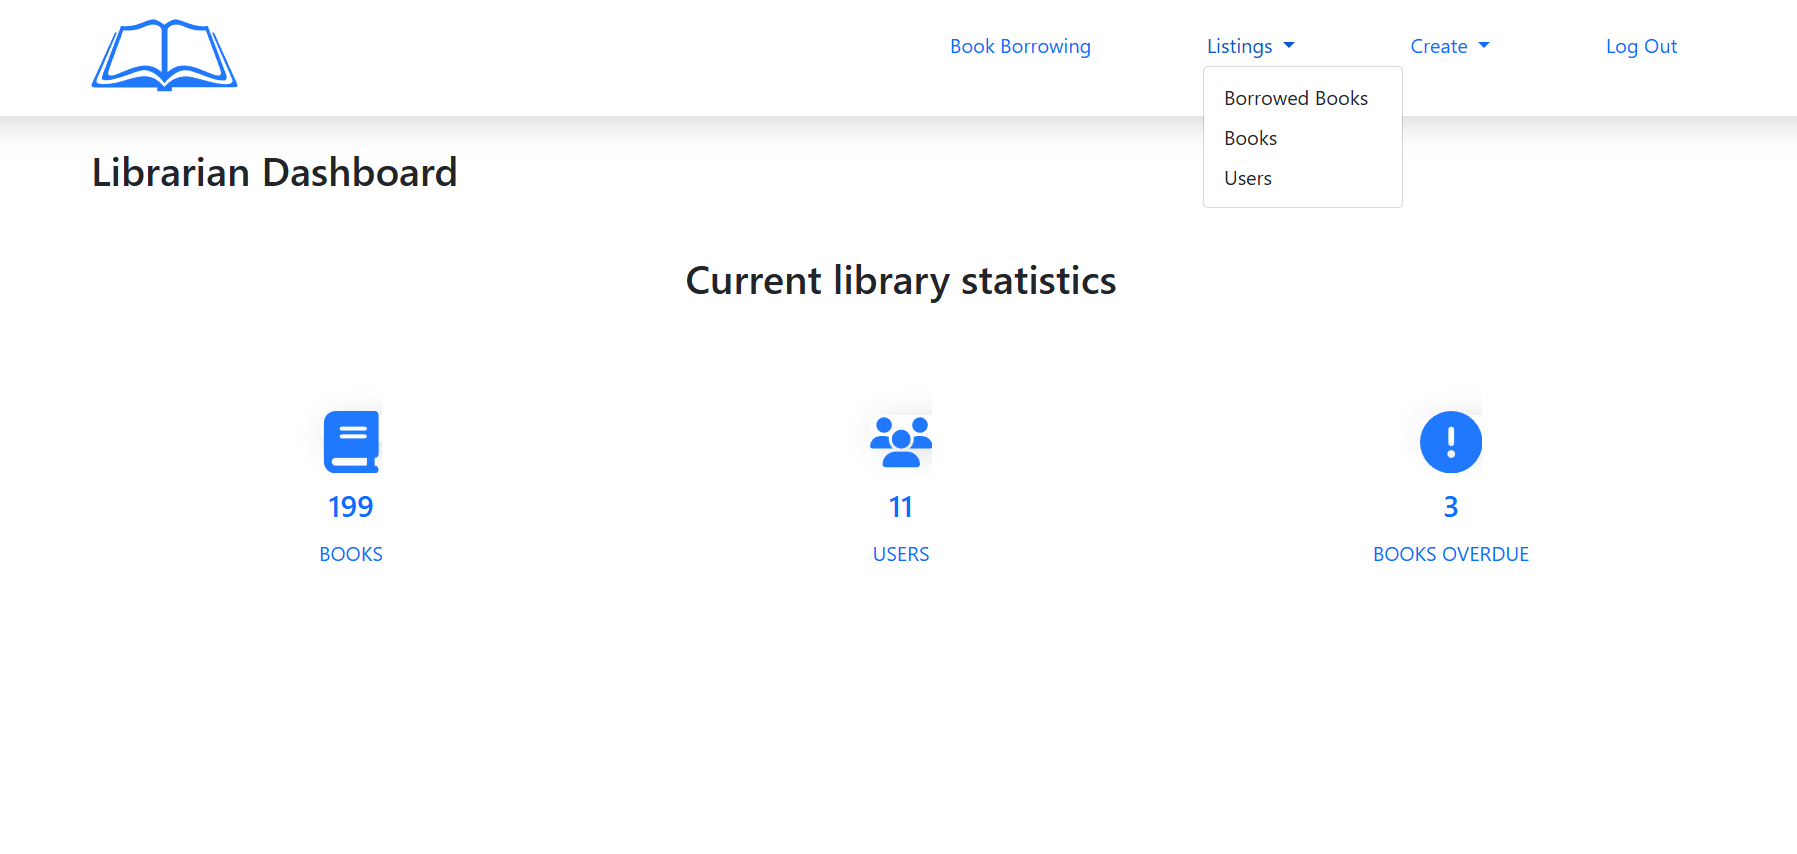 Book Borrowing
Listings
Create
Log Out
Borrowed Books
Books
Users
Librarian Dashboard
Current library statistics
199
BOOKS
11
USERS
3
BOOKS OVERDUE